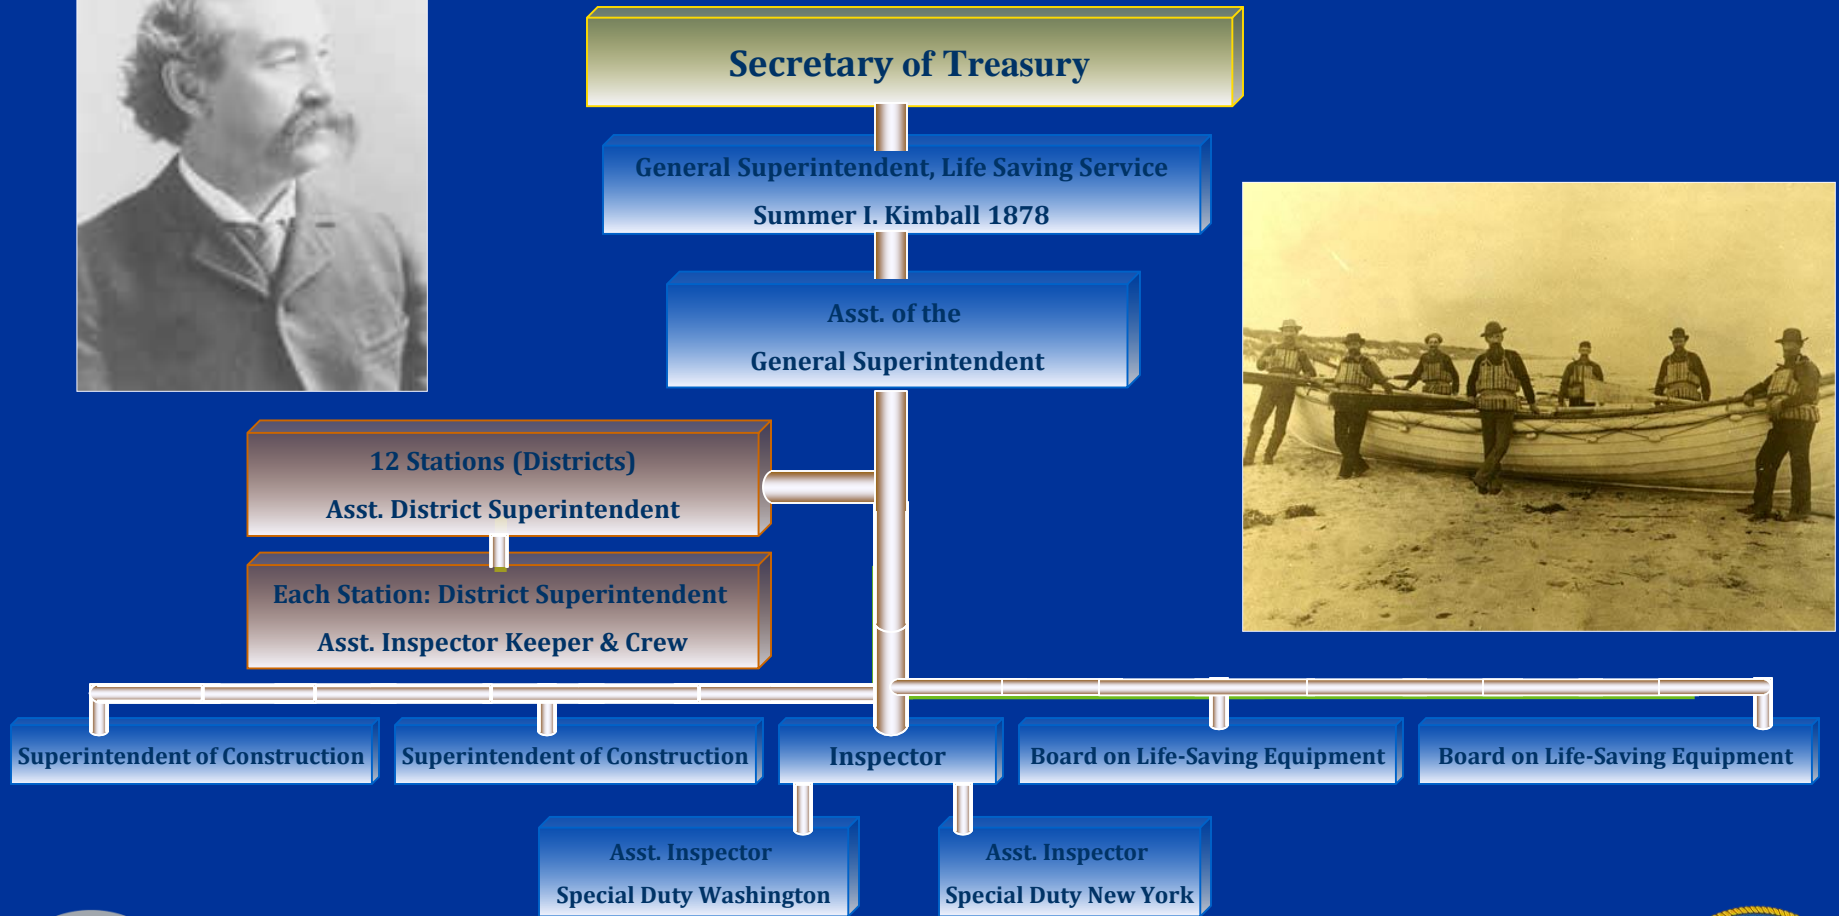 Secretary of Treasury
General Superintendent, Life Saving Service
Summer I. Kimball 1878
Asst. of the
General Superintendent
12 Stations (Districts)
Asst. District Superintendent
Each Station: District Superintendent
Asst. Inspector Keeper & Crew
Superintendent of Construction
Superintendent of Construction
Inspector
Board on Life-Saving Equipment
Board on Life-Saving Equipment
Asst. Inspector
Special Duty Washington
Asst. Inspector
Special Duty New York